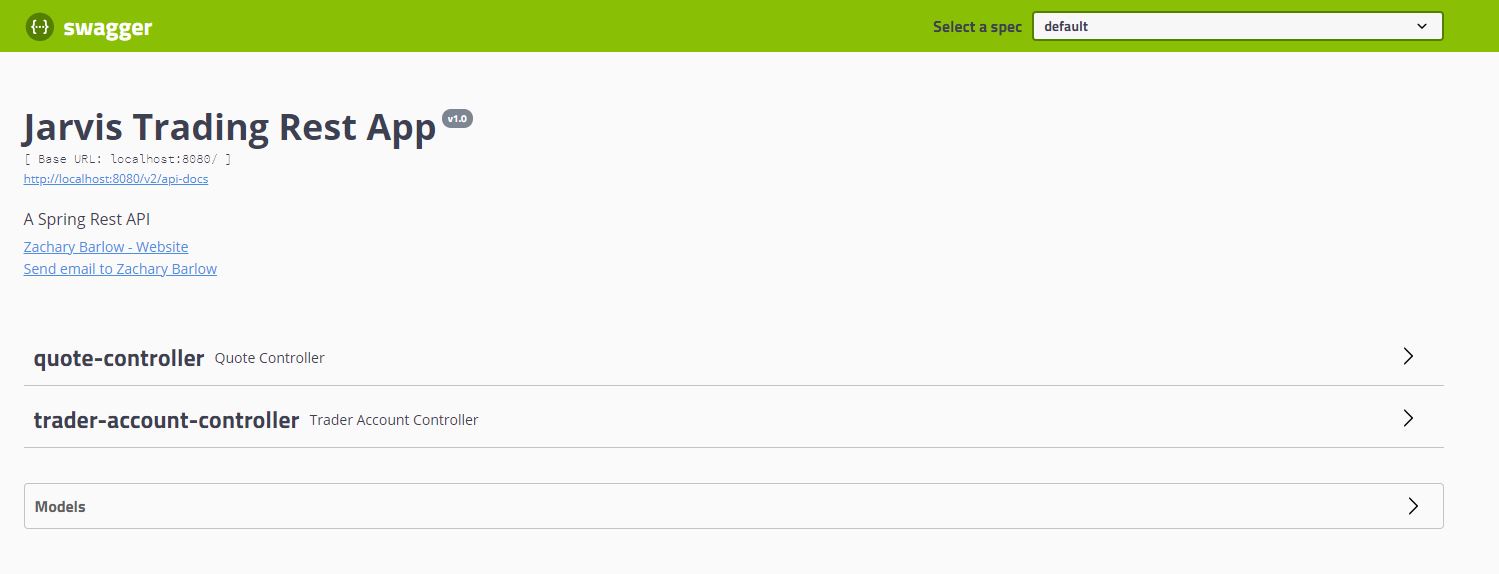 {··} swagger
Select a spec default
Jarvis Trading Rest App v1.0
[ Base URL: localhost:8080/ ]
http://localhost:8080/v2/api-docs
A Spring Rest API
Zachary Barlow - Website
Send email to Zachary Barlow
quote-controller Quote Controller
trader-account-controller Trader Account Controller
Models